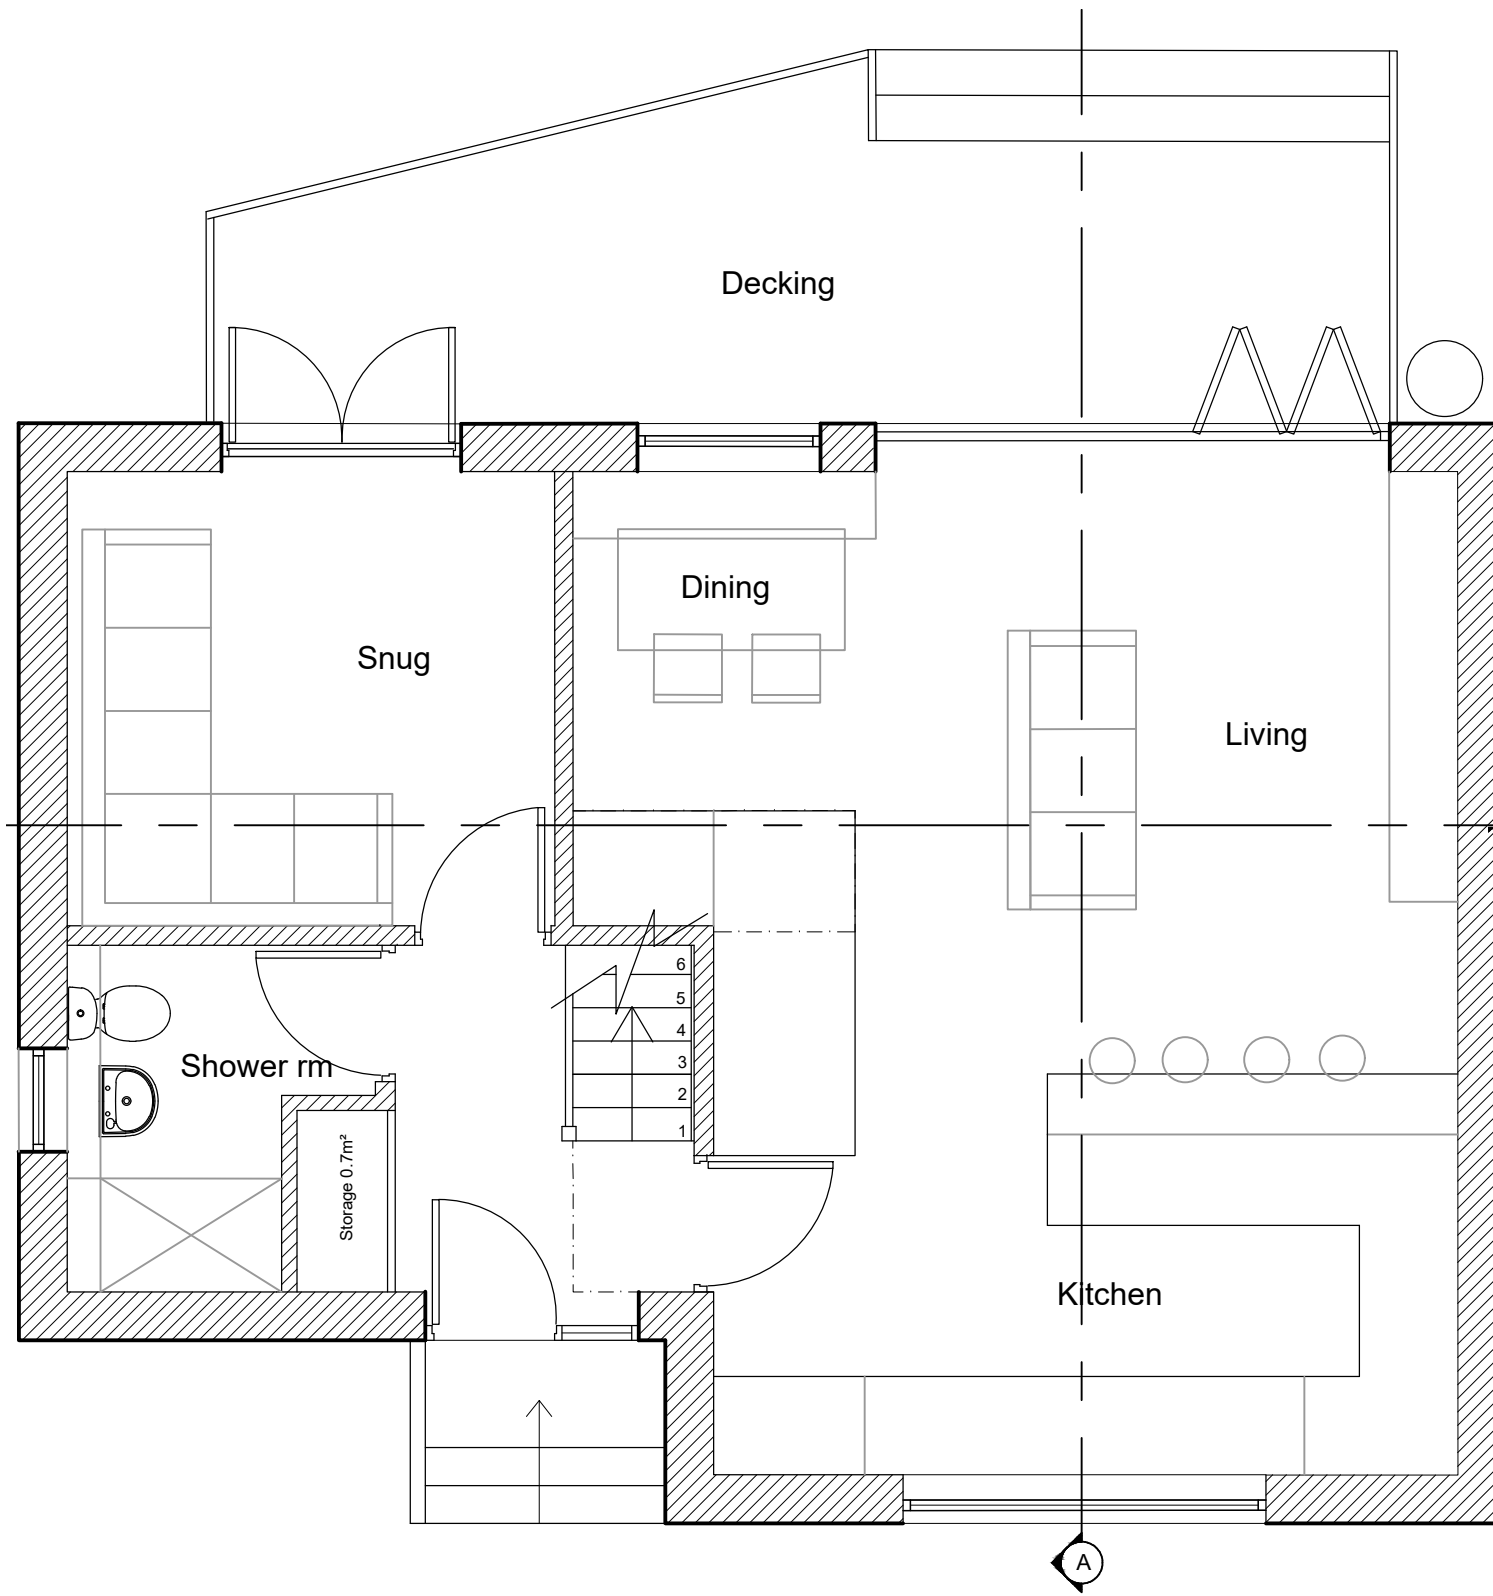 Decking
Dining
Snug
Living
6
5
4
3
2
1
Shower rm
Storage 0.7m²
Kitchen
A